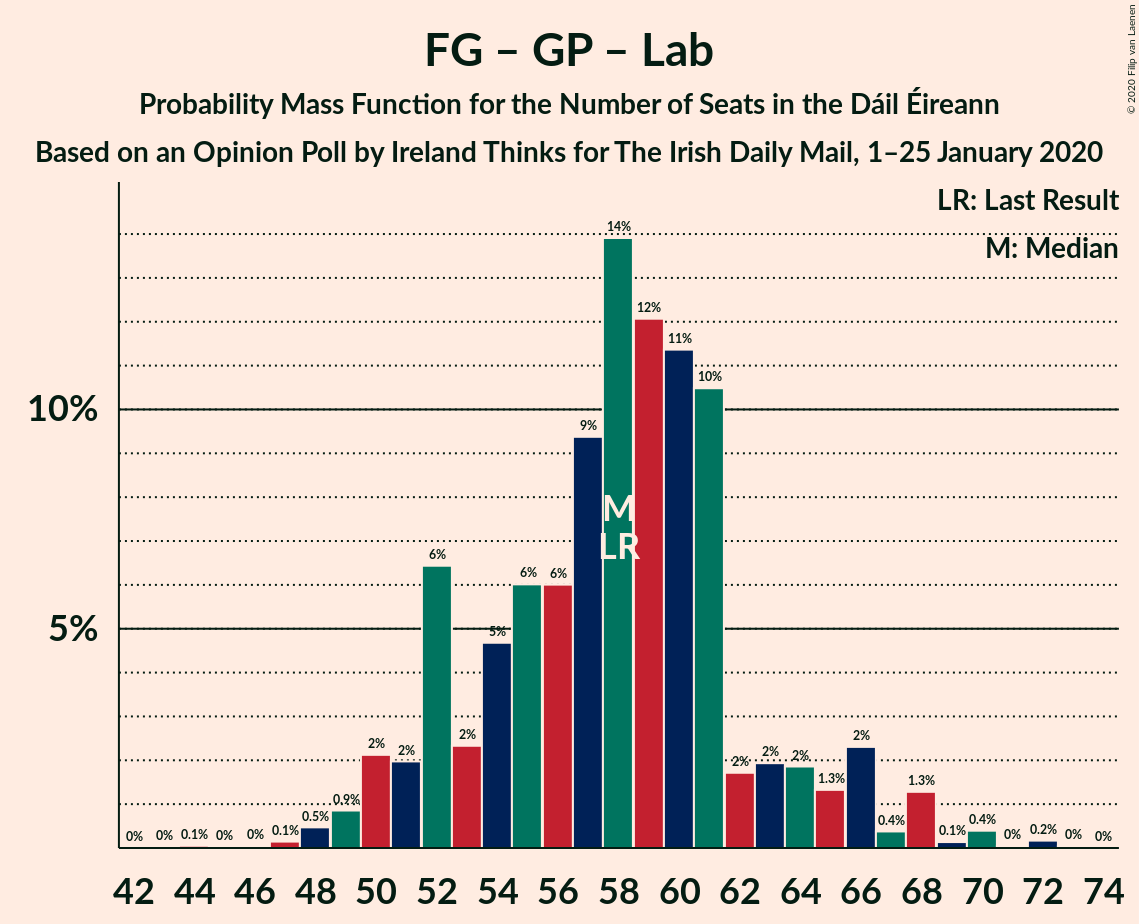 FG – GP – Lab
Probability Mass Function for the Number of Seats in the Dáil Éireann
Based on an Opinion Poll by Ireland Thinks for The Irish Daily Mail, 1–25 January 2020
© 2020 Filip van Laenen
LR: Last Result
M: Median
10%
5%
0% 0% 0.1% 0% 0% 0.1% 0.5% 0.9% 2% 2% 6% 2% 5% 6% 6% 9% 14% 12% 11% 10% 2% 2% 2% 1.3% 2% 0.4% 1.3% 0.1% 0.4% 0% 0.2% 0% 0%
M
LR
42 44 46 48 50 52 54 56 58 60 62 64 66 68 70 72 74